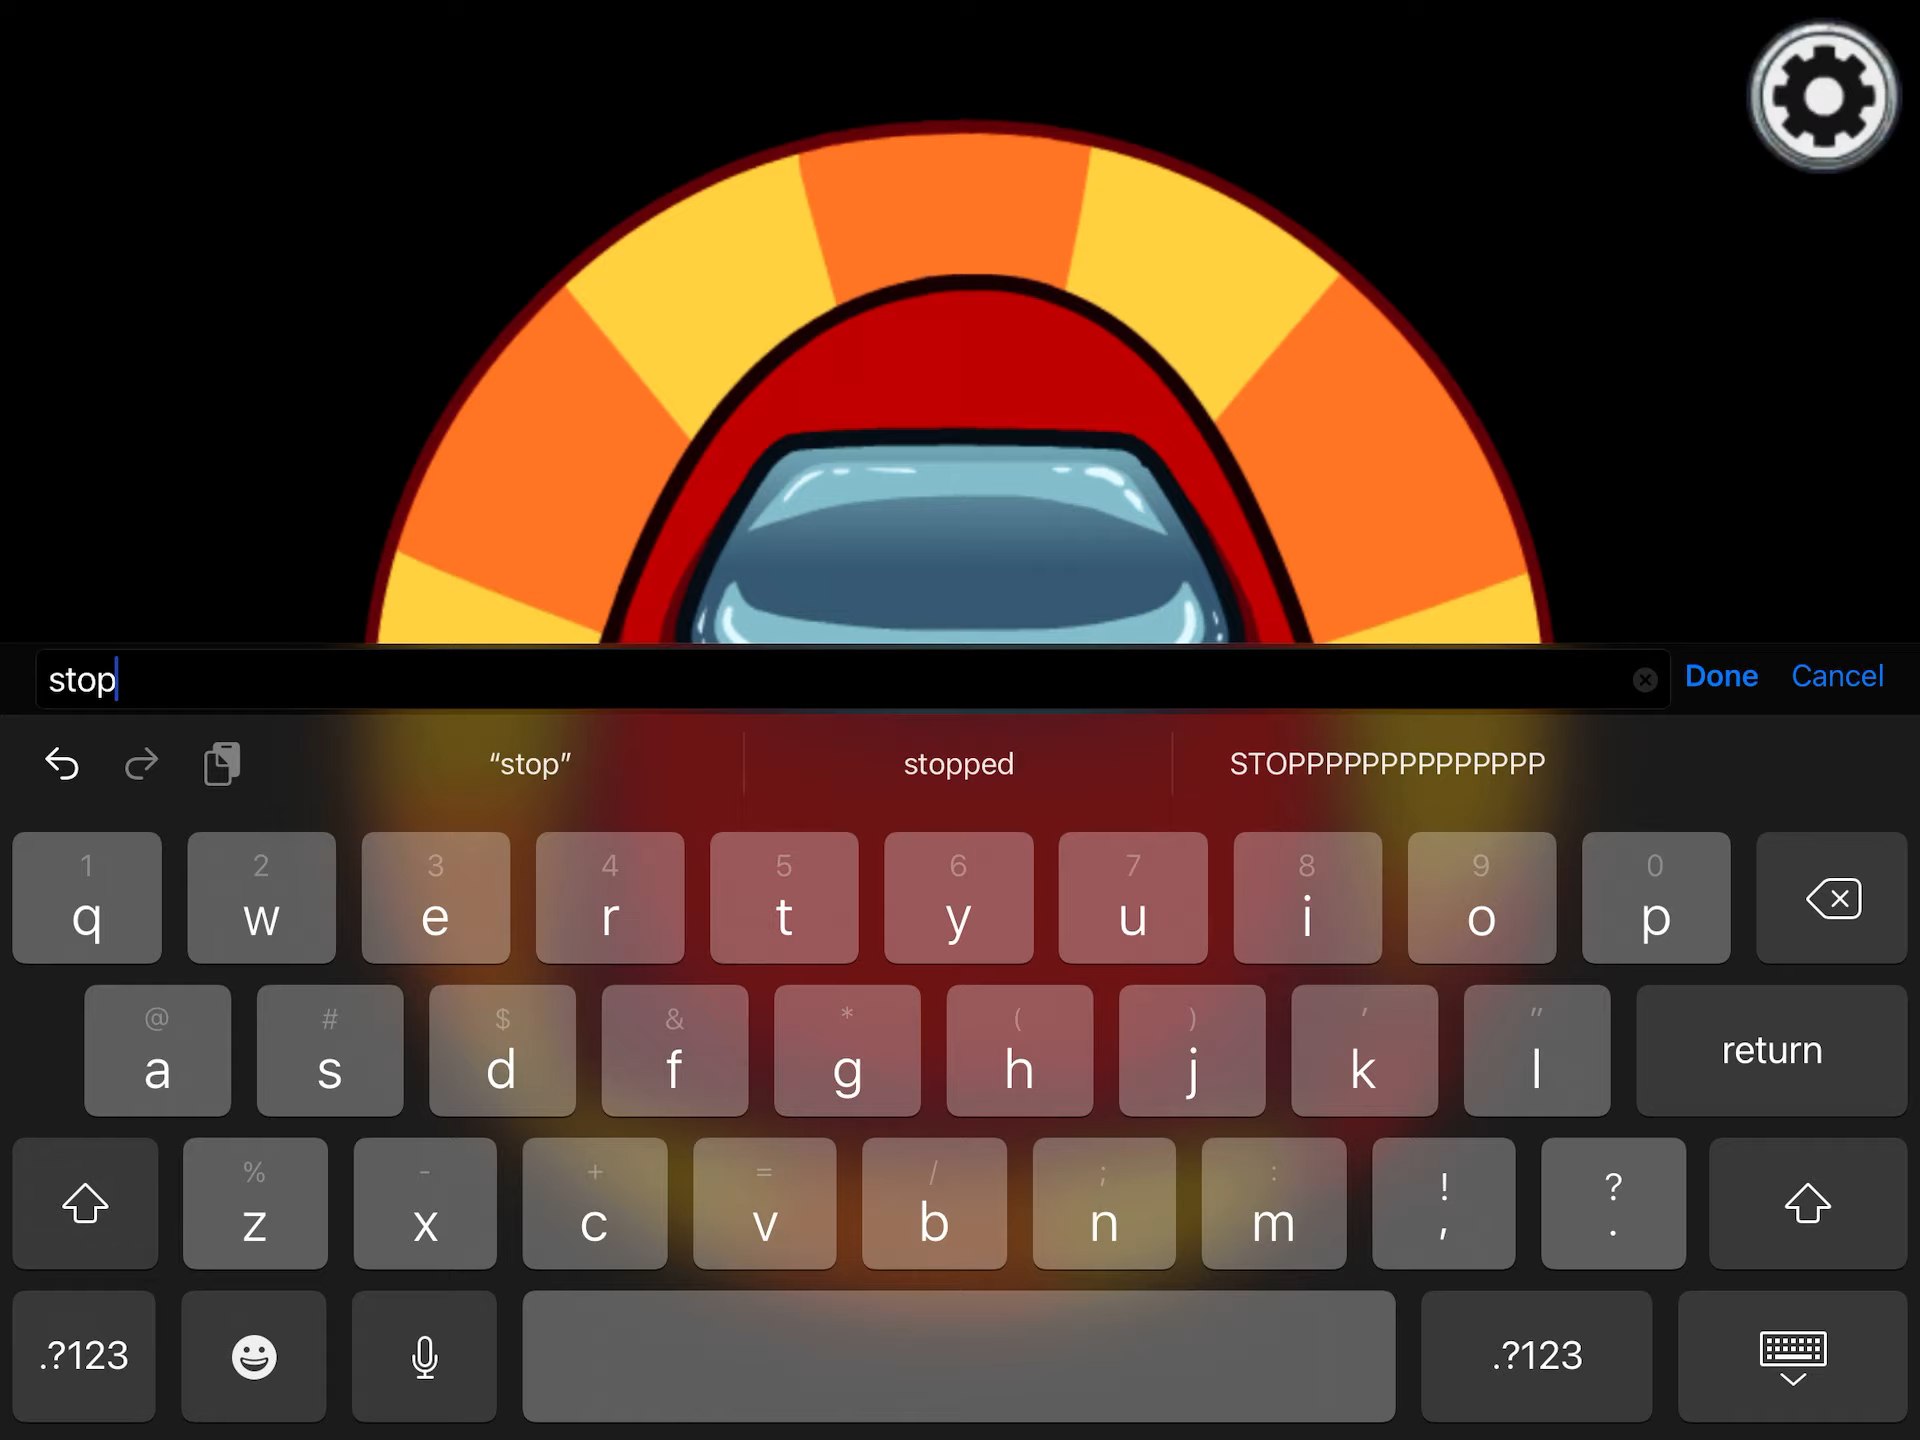 stop
Done Cancel
“stop” stopped STOPPPPPPPPPPPPPP
1 2 3 4 5 6 7 8 9 0
q w e r t y u i o p
@ # $ & * ( ) ' "
a s d f g h j k l return
% - + = / ; : ! ?
z x c v b n m , .
.?123 .?123